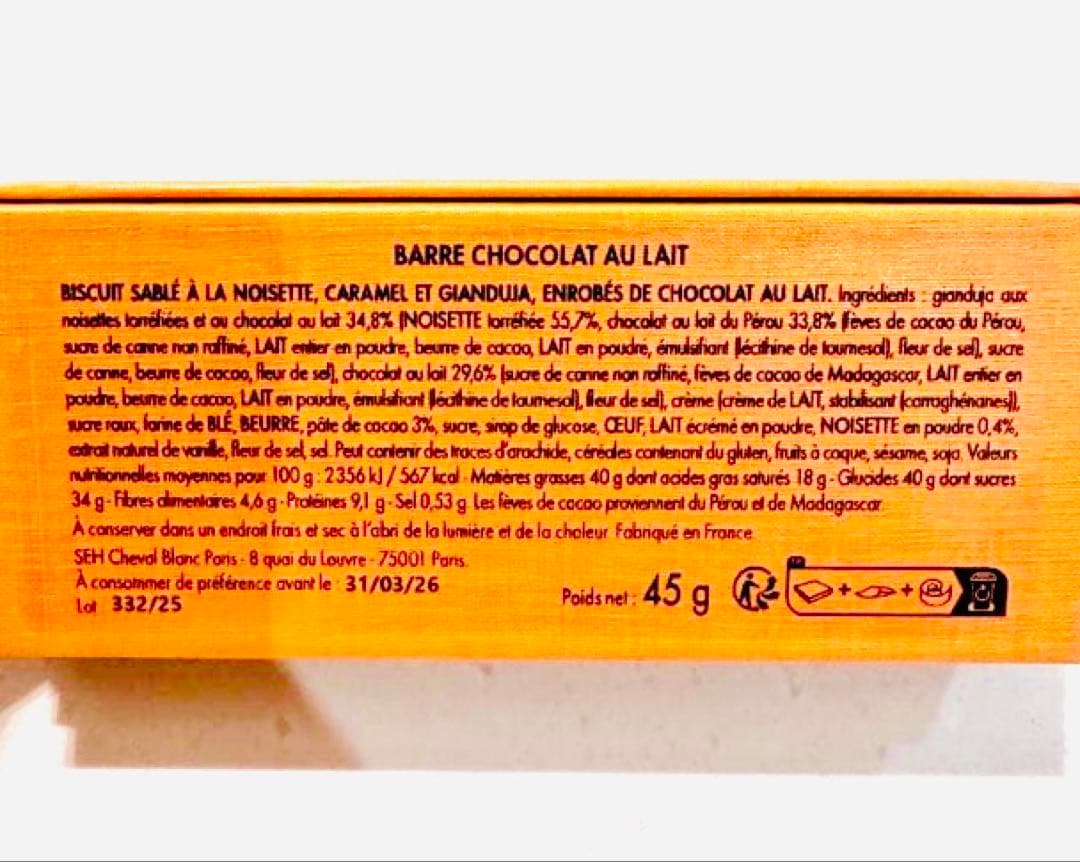 BARRE CHOCOLAT AU LAIT
BISCUIT SABLÉ À LA NOISETTE, CARAMEL ET GIANDUJA, ENROBÉS DE CHOCOLAT AU LAIT. Ingrédients : gianduja aux
noisettes torréfiées et au chocolat au lait 34,8% (NOISETTE torréfiée 55,7%, chocolat au lait du Pérou 33,8% (fèves de cacao du Pérou,
sucre de canne non raffiné, LAIT entier en poudre, beurre de cacao, LAIT en poudre, émulsifiant (lécithine de tournesol), fleur de sel), sucre
de canne, beurre de cacao, fleur de sel), chocolat au lait 29,6% (sucre de canne non raffiné, fèves de cacao de Madagascar, LAIT entier en
poudre, beurre de cacao, LAIT en poudre, émulsifiant (lécithine de tournesol), fleur de sel), crème (crème de LAIT, stabilisant (carraghénanes)),
sucre roux, farine de BLÉ, BEURRE, pâte de cacao 3%, sucre, sirop de glucose, ŒUF, LAIT écrémé en poudre, NOISETTE en poudre 0,4%,
extrait naturel de vanille, fleur de sel, sel. Peut contenir des traces d'arachide, céréales contenant du gluten, fruits à coque, sésame, soja. Valeurs
nutritionnelles moyennes pour 100 g : 2356 kJ / 567 kcal - Matières grasses 40 g dont acides gras saturés 18 g - Glucides 40 g dont sucres
34 g - Fibres alimentaires 4,6 g - Protéines 9,1 g - Sel 0,53 g. Les fèves de cacao proviennent du Pérou et de Madagascar.
À conserver dans un endroit frais et sec à l'abri de la lumière et de la chaleur. Fabriqué en France.
SEH Cheval Blanc Paris - 8 quai du Louvre - 75001 Paris.
À consommer de préférence avant le : 31/03/26
Lot 332/25
Poids net : 45 g